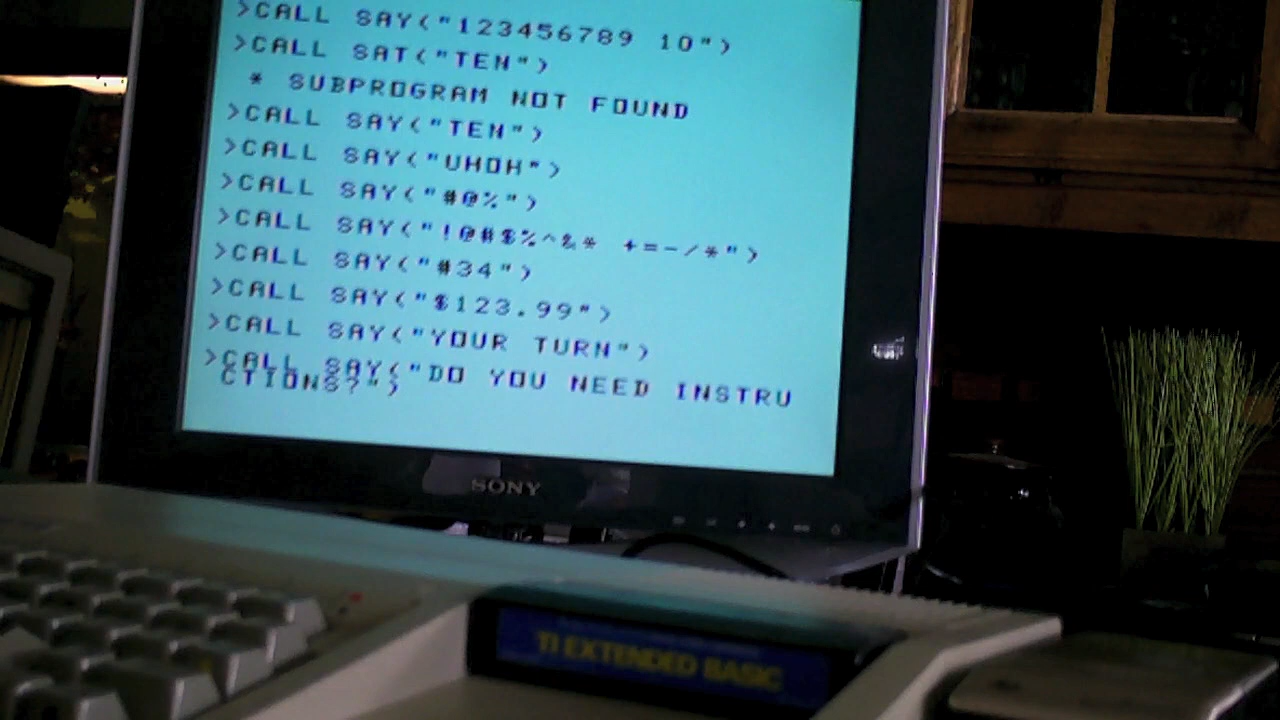 >CALL SAY("123456789 10")
>CALL SAT("TEN")
* SUBPROGRAM NOT FOUND
>CALL SAY("TEN")
>CALL SAY("UHOH")
>CALL SAY("#@%")
>CALL SAY("!@#$%^&* +=-/*")
>CALL SAY("#34")
>CALL SAY("$123.99")
>CALL SAY("YOUR TURN")
>CALL SAY("DO YOU NEED INSTRU
CTIONS?")
SONY
TI EXTENDED BASIC